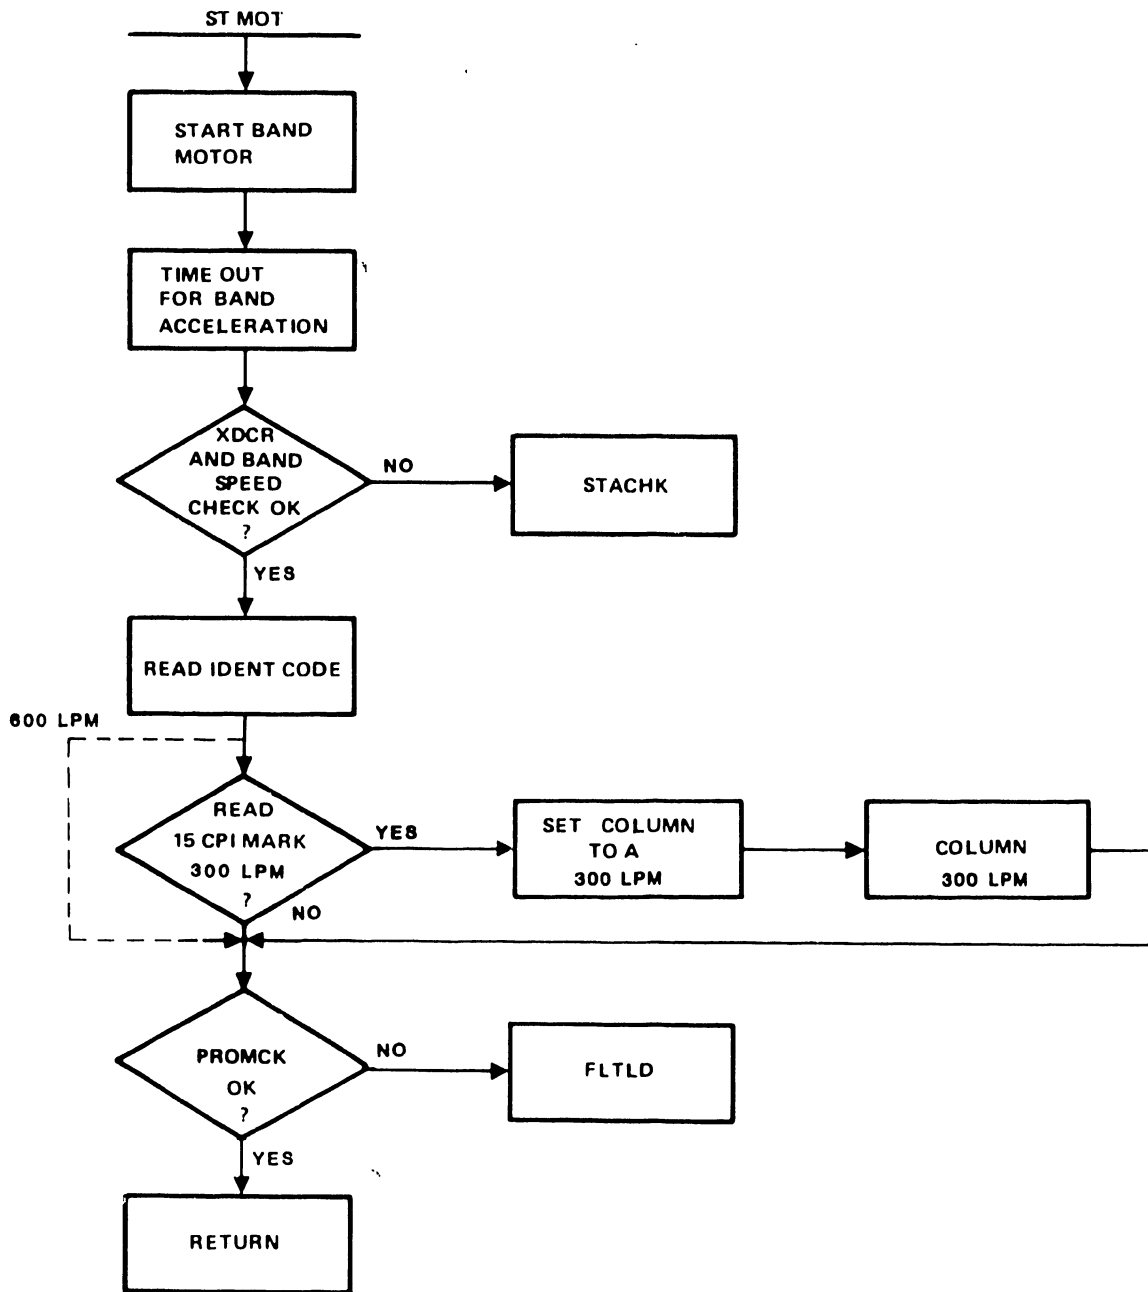 ST MOT
START BAND
MOTOR
TIME OUT
FOR BAND
ACCELERATION
XDCR
AND BAND
SPEED
CHECK OK
?
NO
STACHK
YES
READ IDENT CODE
600 LPM
READ
15 CPI MARK
300 LPM
?
YES
SET COLUMN
TO A
300 LPM
COLUMN
300 LPM
NO
PROMCK
OK
?
NO
FLTLD
YES
RETURN